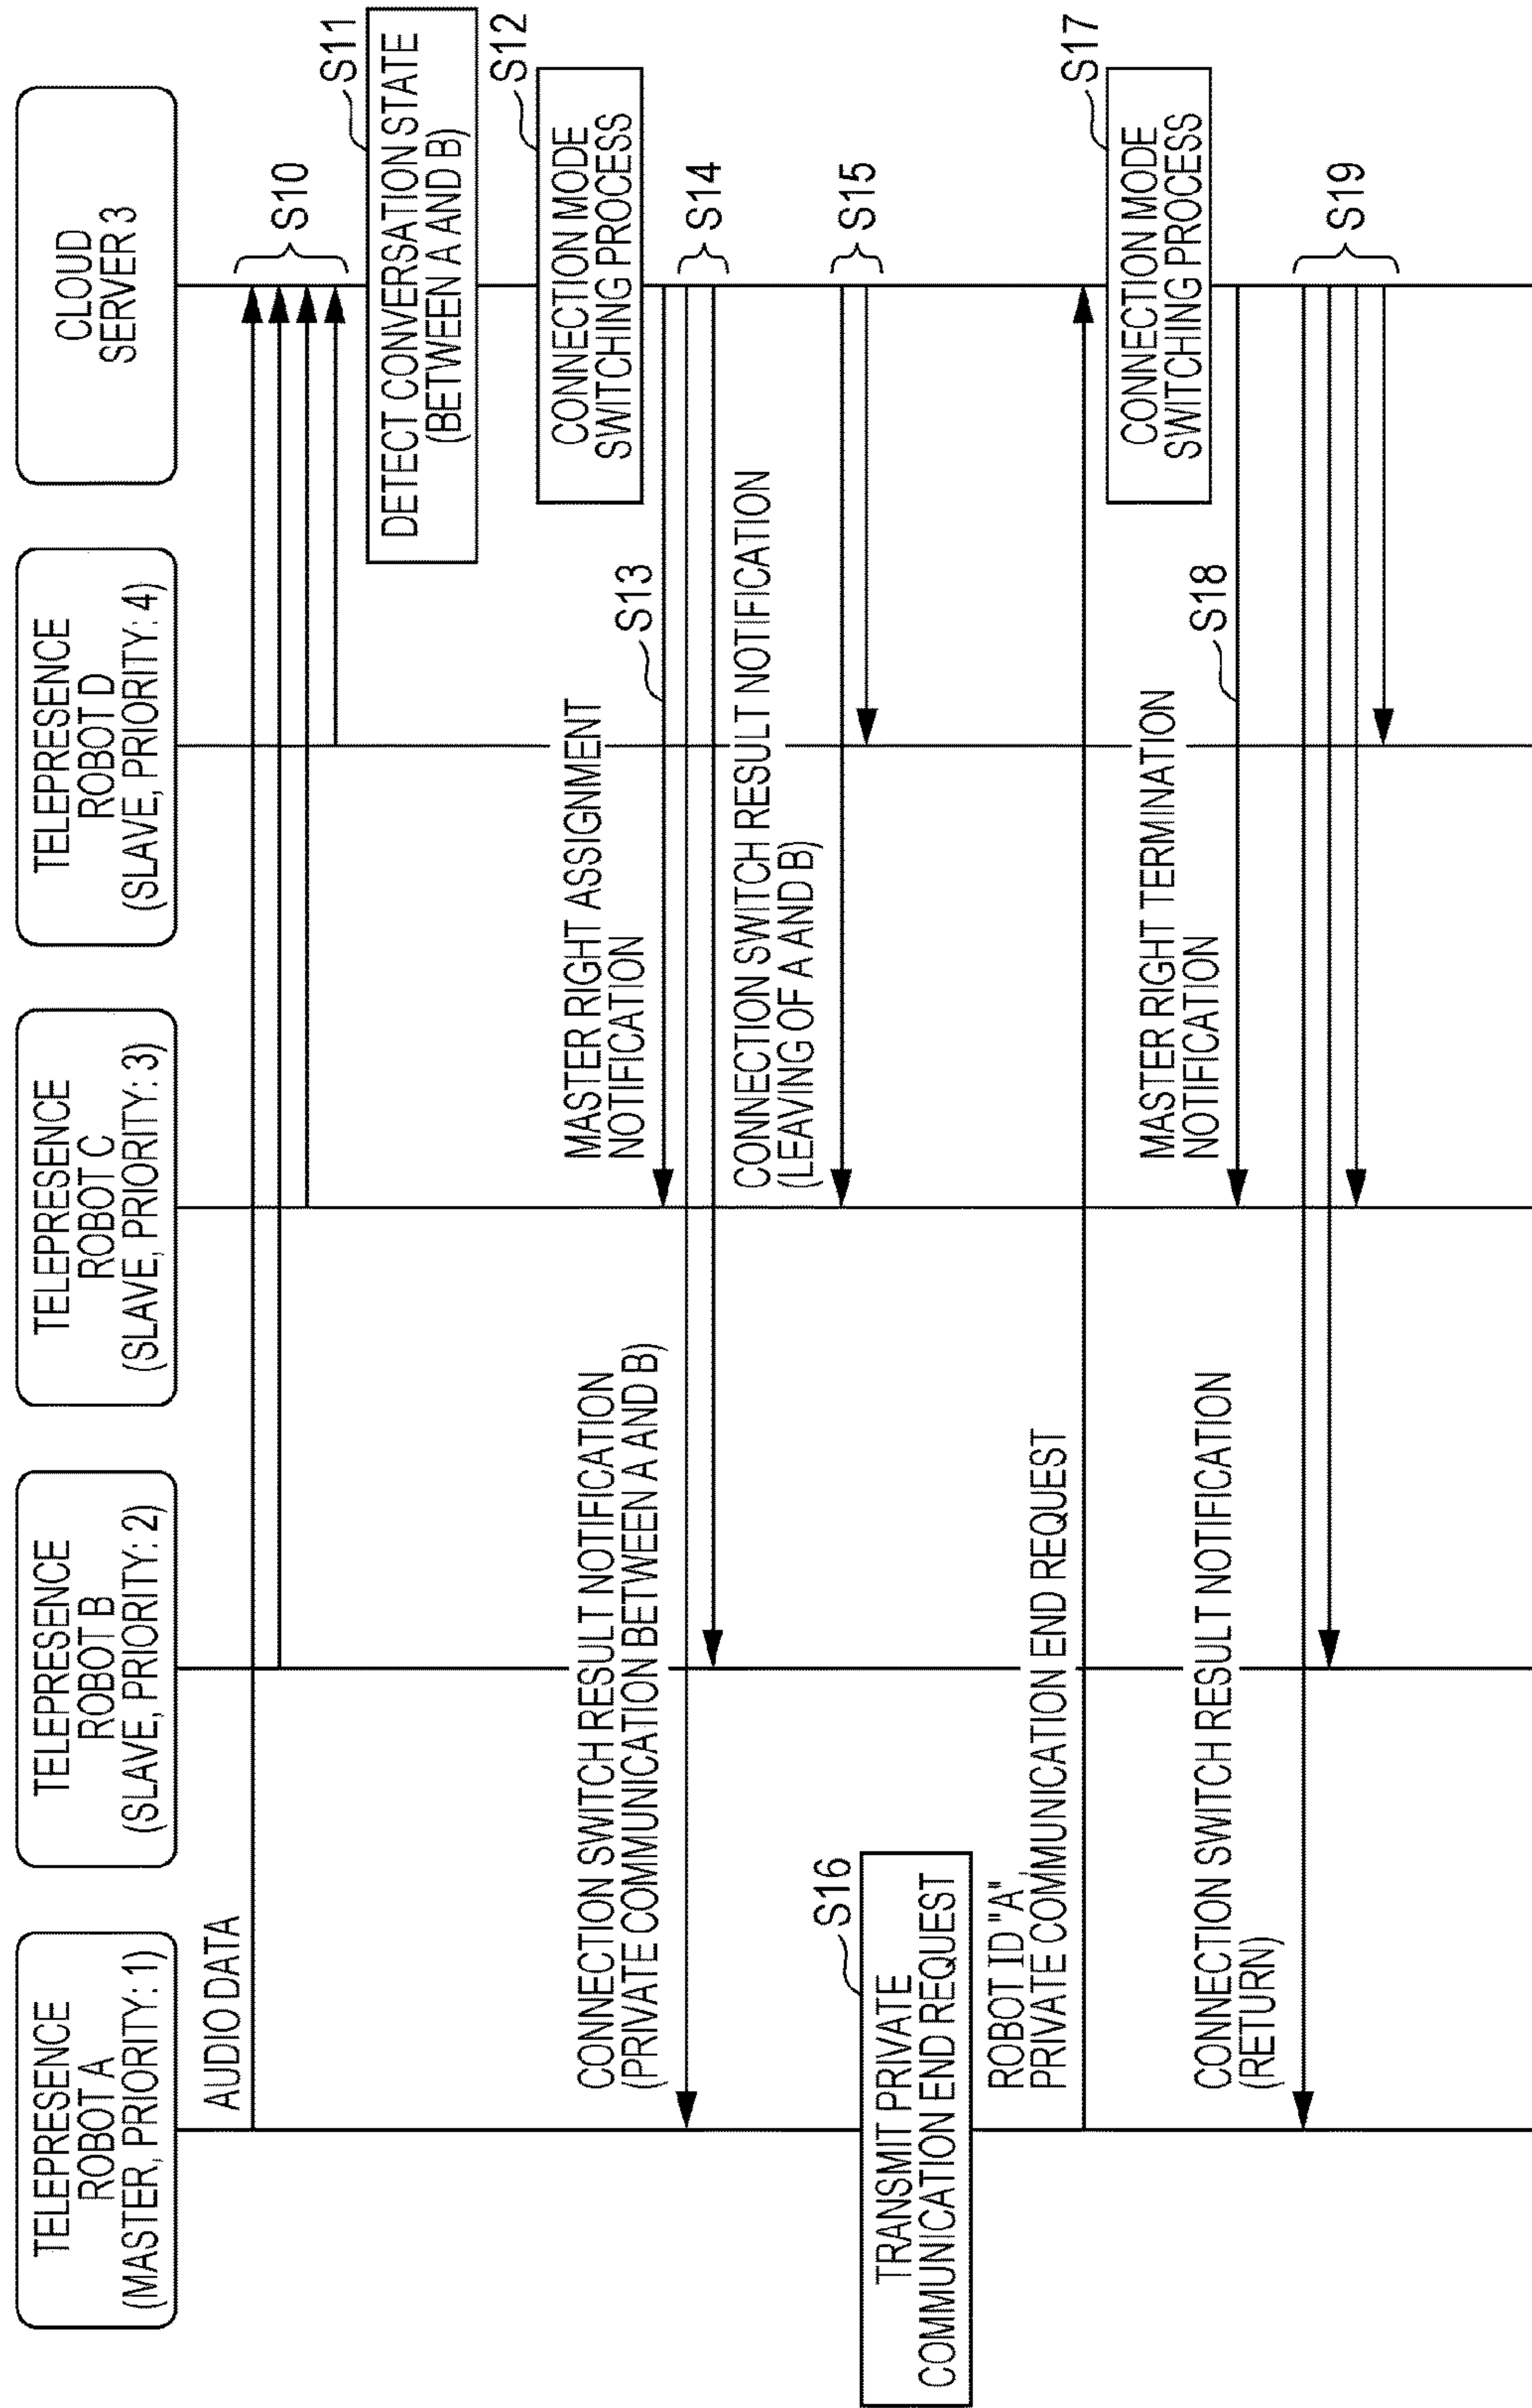 TELEPRESENCE
ROBOT A
(MASTER, PRIORITY: 1)
TELEPRESENCE
ROBOT B
(SLAVE, PRIORITY: 2)
TELEPRESENCE
ROBOT C
(SLAVE, PRIORITY: 3)
TELEPRESENCE
ROBOT D
(SLAVE, PRIORITY: 4)
CLOUD
SERVER 3
AUDIO DATA
S10
S11
DETECT CONVERSATION STATE
(BETWEEN A AND B)
S12
CONNECTION MODE
SWITCHING PROCESS
MASTER RIGHT ASSIGNMENT
NOTIFICATION
S13
CONNECTION SWITCH RESULT NOTIFICATION
(PRIVATE COMMUNICATION BETWEEN A AND B)
S14
CONNECTION SWITCH RESULT NOTIFICATION
(LEAVING OF A AND B)
S15
S16
TRANSMIT PRIVATE
COMMUNICATION END REQUEST
ROBOT ID "A",
PRIVATE COMMUNICATION END REQUEST
S17
CONNECTION MODE
SWITCHING PROCESS
MASTER RIGHT TERMINATION
NOTIFICATION
S18
CONNECTION SWITCH RESULT NOTIFICATION
(RETURN)
S19